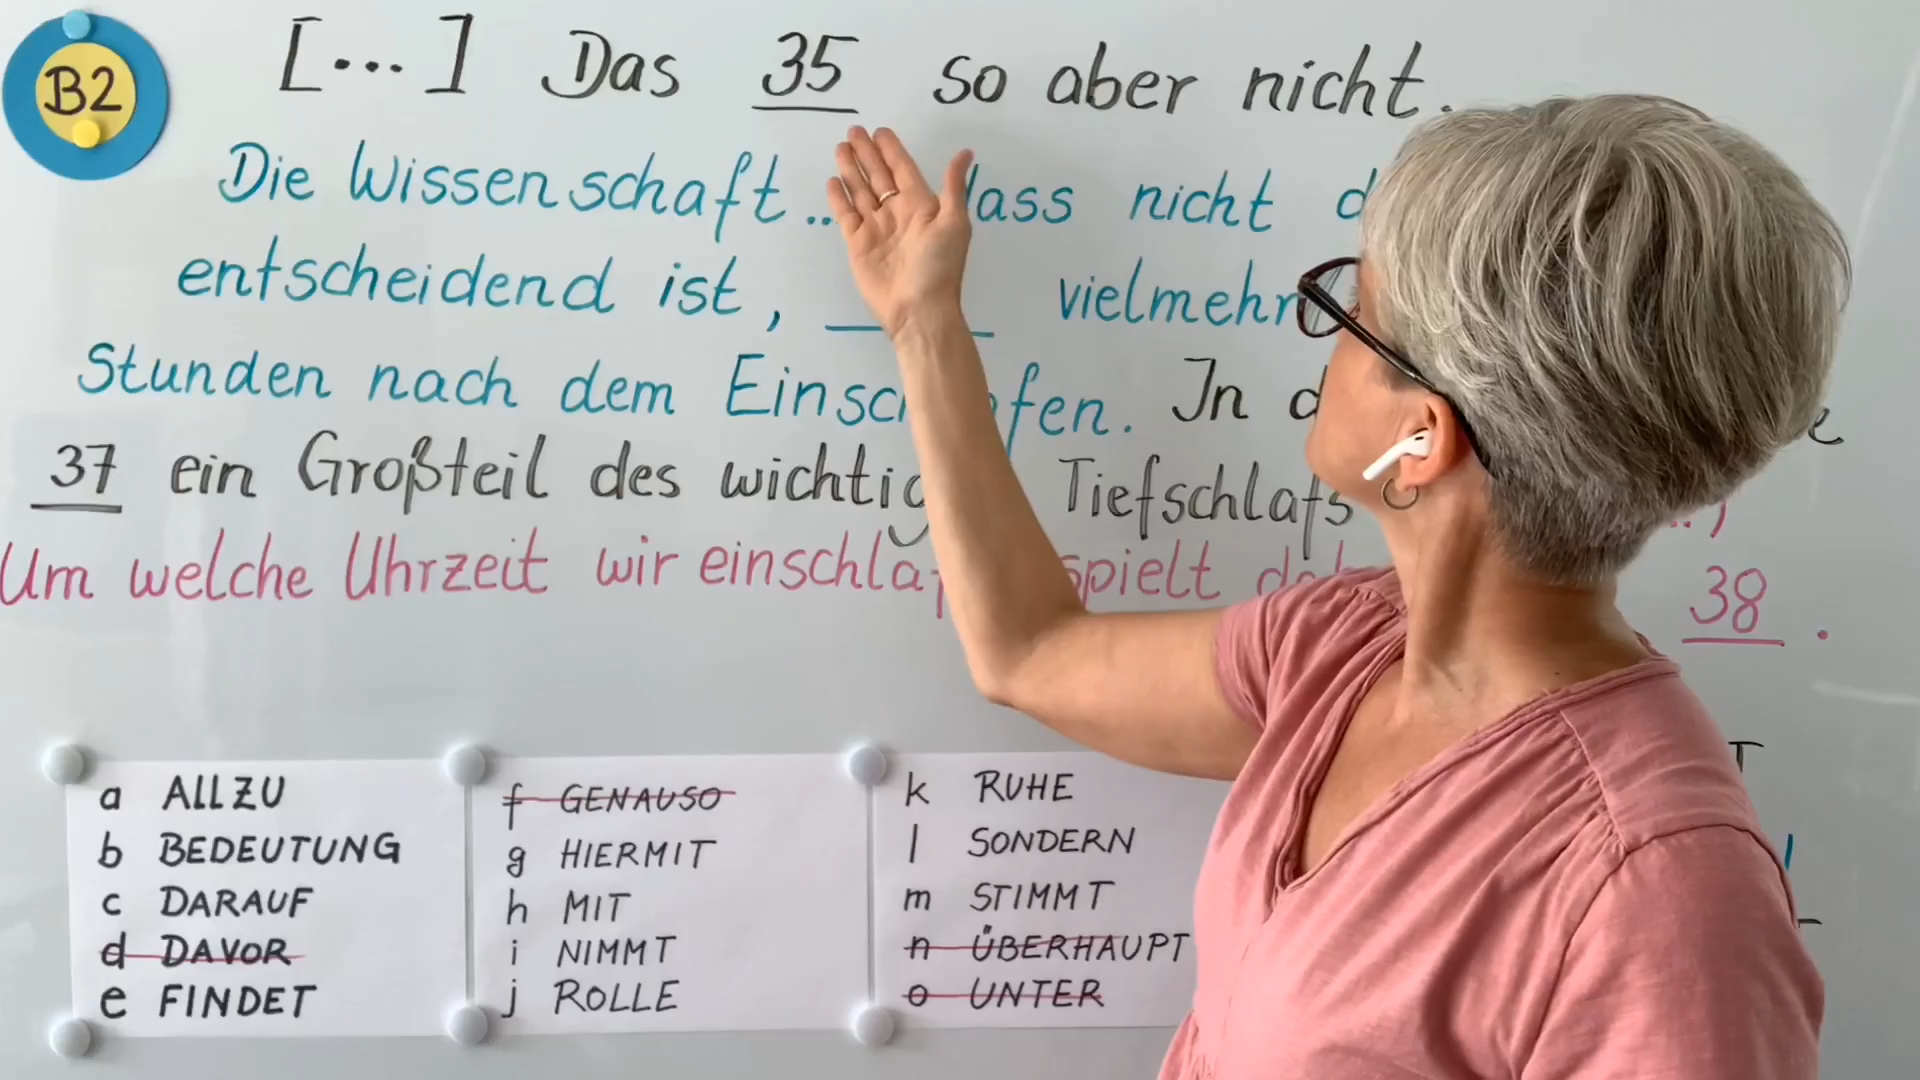 B2
[...] Das 35 so aber nicht.
Die Wissenschaft... dass nicht
entscheidend ist, ____ vielmehr
Stunden nach dem Einschlafen. In
37 ein Großteil des wichtig Tiefschlafs
Um welche Uhrzeit wir einschla spielt
38.
a ALLZU
b BEDEUTUNG
c DARAUF
d DAVOR
e FINDET
f GENAUSO
g HIERMIT
h MIT
i NIMMT
j ROLLE
k RUHE
l SONDERN
m STIMMT
n ÜBERHAUPT
o UNTER